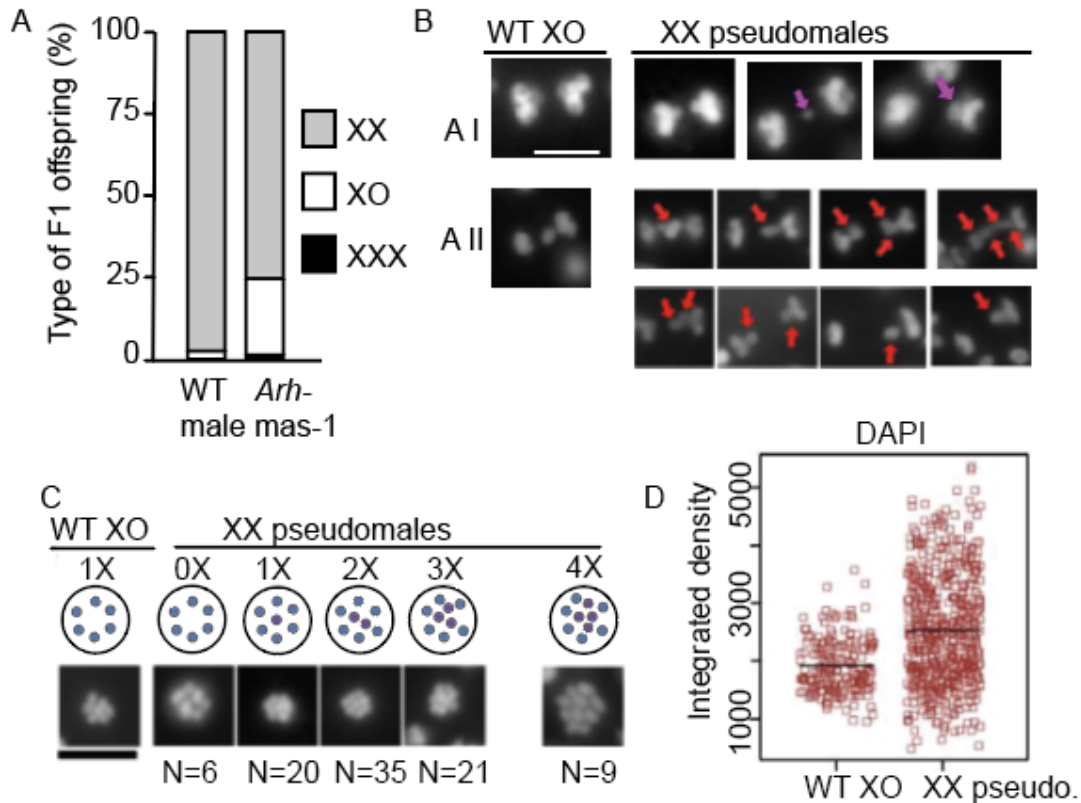 A
Type of F1 offspring (%)
100
75
50
25
0
XX
XO
XXX
WT Arh-
male mas-1
B
WT XO XX pseudomales
A I
A II
C
WT XO XX pseudomales
1X 0X 1X 2X 3X 4X
N=6 N=20 N=35 N=21 N=9
D
DAPI
Integrated density
5000
3000
1000
WT XO XX pseudo.